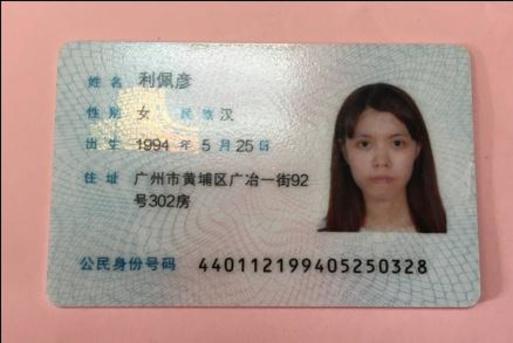 姓名 利佩彦
性别 女 民族 汉
出生 1994 年 5 月 25 日
住址 广州市黄埔区广冶一街92
号302房
公民身份号码 440112199405250328